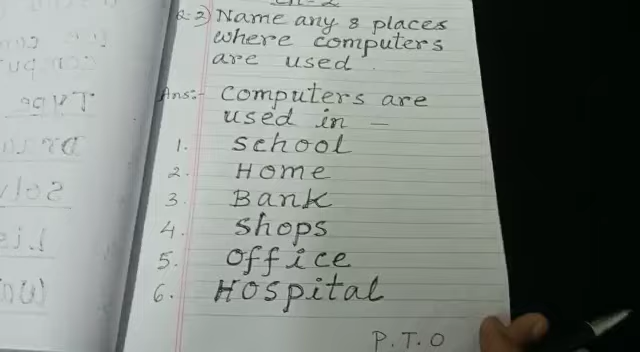 Q.2) Name any 8 places
where computers
are used.
Ans:- Computers are
used in —
1. School
2. Home
3. Bank
4. Shops
5. Office
6. Hospital
P.T.O